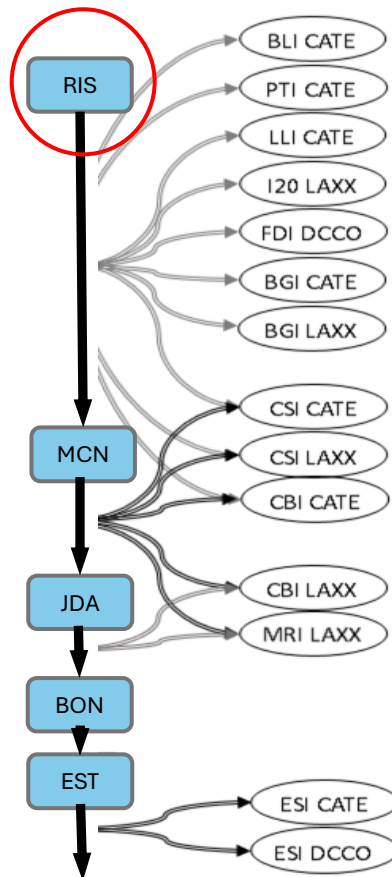 BLI CATE
RIS
PTI CATE
LLI CATE
I20 LAXX
FDI DCCO
BGI CATE
BGI LAXX
CSI CATE
MCN
CSI LAXX
CBI CATE
CBI LAXX
JDA
MRI LAXX
BON
EST
ESI CATE
ESI DCCO